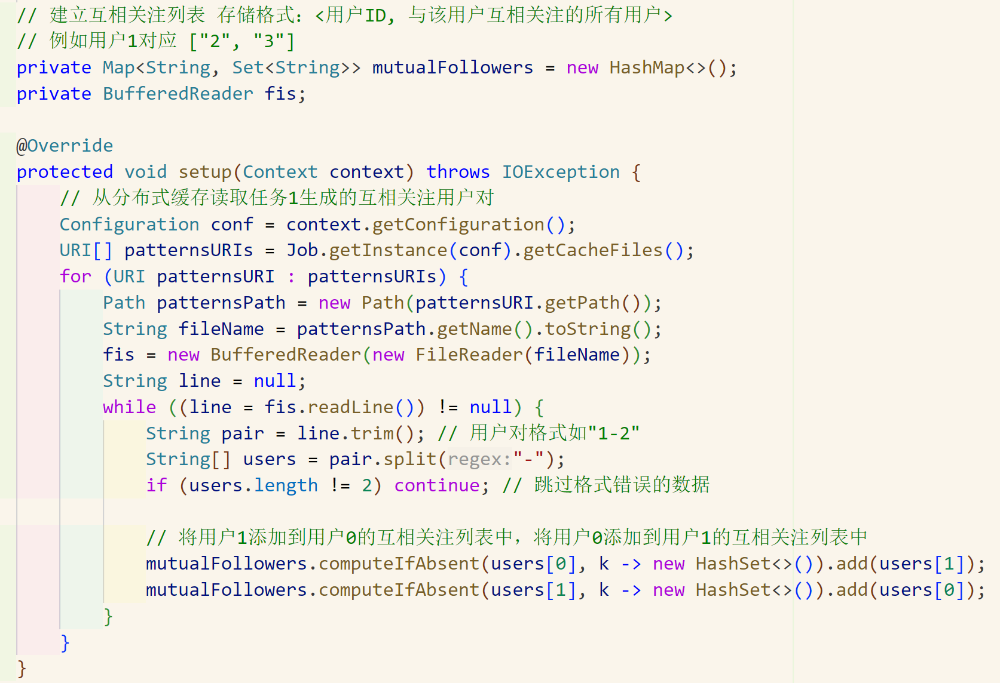 // 建立互相关注列表 存储格式：<用户ID, 与该用户互相关注的所有用户>
// 例如用户1对应 ["2", "3"]
private Map<String, Set<String>> mutualFollowers = new HashMap<>();
private BufferedReader fis;
@Override
protected void setup(Context context) throws IOException {
// 从分布式缓存读取任务1生成的互相关注用户对
Configuration conf = context.getConfiguration();
URI[] patternsURIs = Job.getInstance(conf).getCacheFiles();
for (URI patternsURI : patternsURIs) {
Path patternsPath = new Path(patternsURI.getPath());
String fileName = patternsPath.getName().toString();
fis = new BufferedReader(new FileReader(fileName));
String line = null;
while ((line = fis.readLine()) != null) {
String pair = line.trim(); // 用户对格式如"1-2"
String[] users = pair.split(regex:"-");
if (users.length != 2) continue; // 跳过格式错误的数据
// 将用户1添加到用户0的互相关注列表中，将用户0添加到用户1的互相关注列表中
mutualFollowers.computeIfAbsent(users[0], k -> new HashSet<>()).add(users[1]);
mutualFollowers.computeIfAbsent(users[1], k -> new HashSet<>()).add(users[0]);
}
}
}